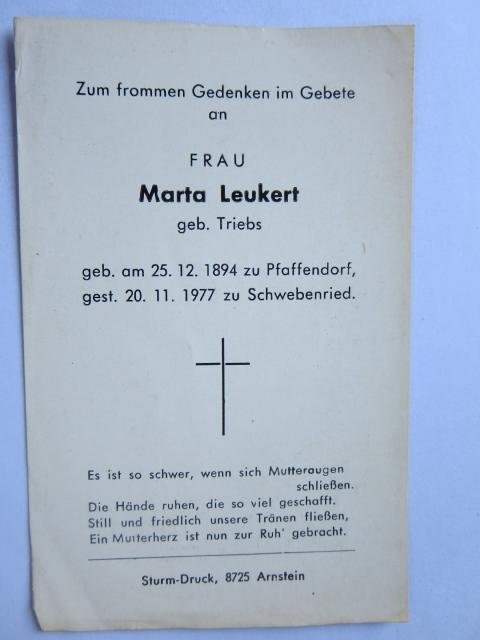 Zum frommen Gedenken im Gebete
an
FRAU
Marta Leukert
geb. Triebs
geb. am 25. 12. 1894 zu Pfaffendorf,
gest. 20. 11. 1977 zu Schwebenried.
Es ist so schwer, wenn sich Mutteraugen
schließen.
Die Hände ruhen, die so viel geschafft.
Still und friedlich unsere Tränen fließen,
Ein Mutterherz ist nun zur Ruh' gebracht.
Sturm-Druck, 8725 Arnstein